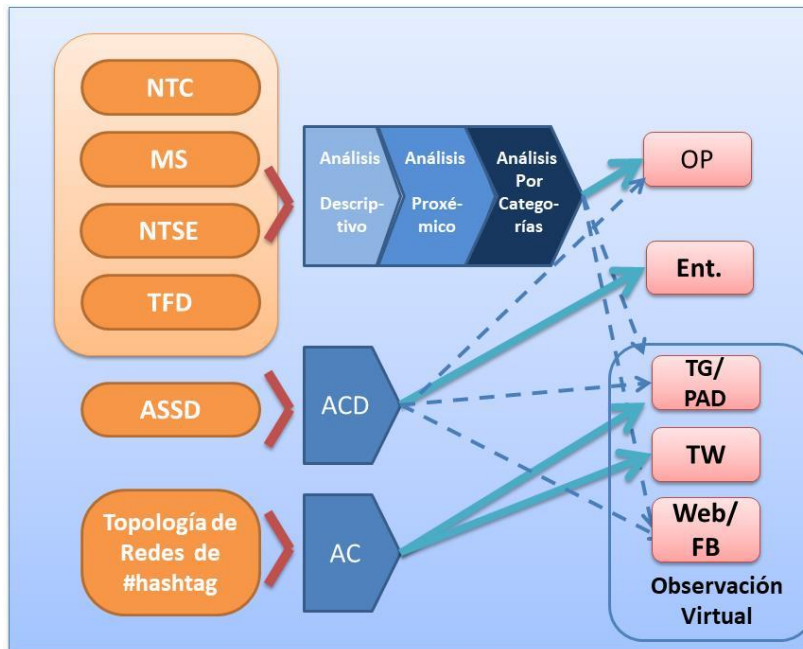 NTC
MS
NTSE
TFD
Análisis
Descrip-
tivo
Análisis
Proxé-
mico
Análisis
Por
Catego-
rías
OP
Ent.
ASSD
ACD
TG/
PAD
TW
Web/
FB
Topología de
Redes de
#hashtag
AC
Observación
Virtual